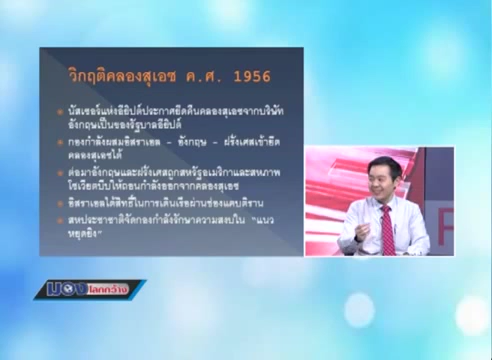 วิกฤติคลองสุเอช ค.ศ. 1956
นัสเซอร์แห่งอียิปต์ประกาศยึดคืนคลองสุเอซจากบริษัท
อังกฤษเป็นของรัฐบาลอียิปต์
กองกำลังผสมอิสราเอล - อังกฤษ - ฝรั่งเศสเข้ายึด
คลองสุเอซได้
ต่อมาอังกฤษและฝรั่งเศสถูกสหรัฐอเมริกาและสหภาพ
โซเวียตบีบให้ถอนกำลังออกจากคลองสุเอซ
อิสราเอลได้สิทธิ์ในการเดินเรือผ่านช่องแคบติราน
สหประชาชาติจัดกองกำลังรักษาความสงบใน "แนว
หยุดยิง"
มองโลกกว้าง